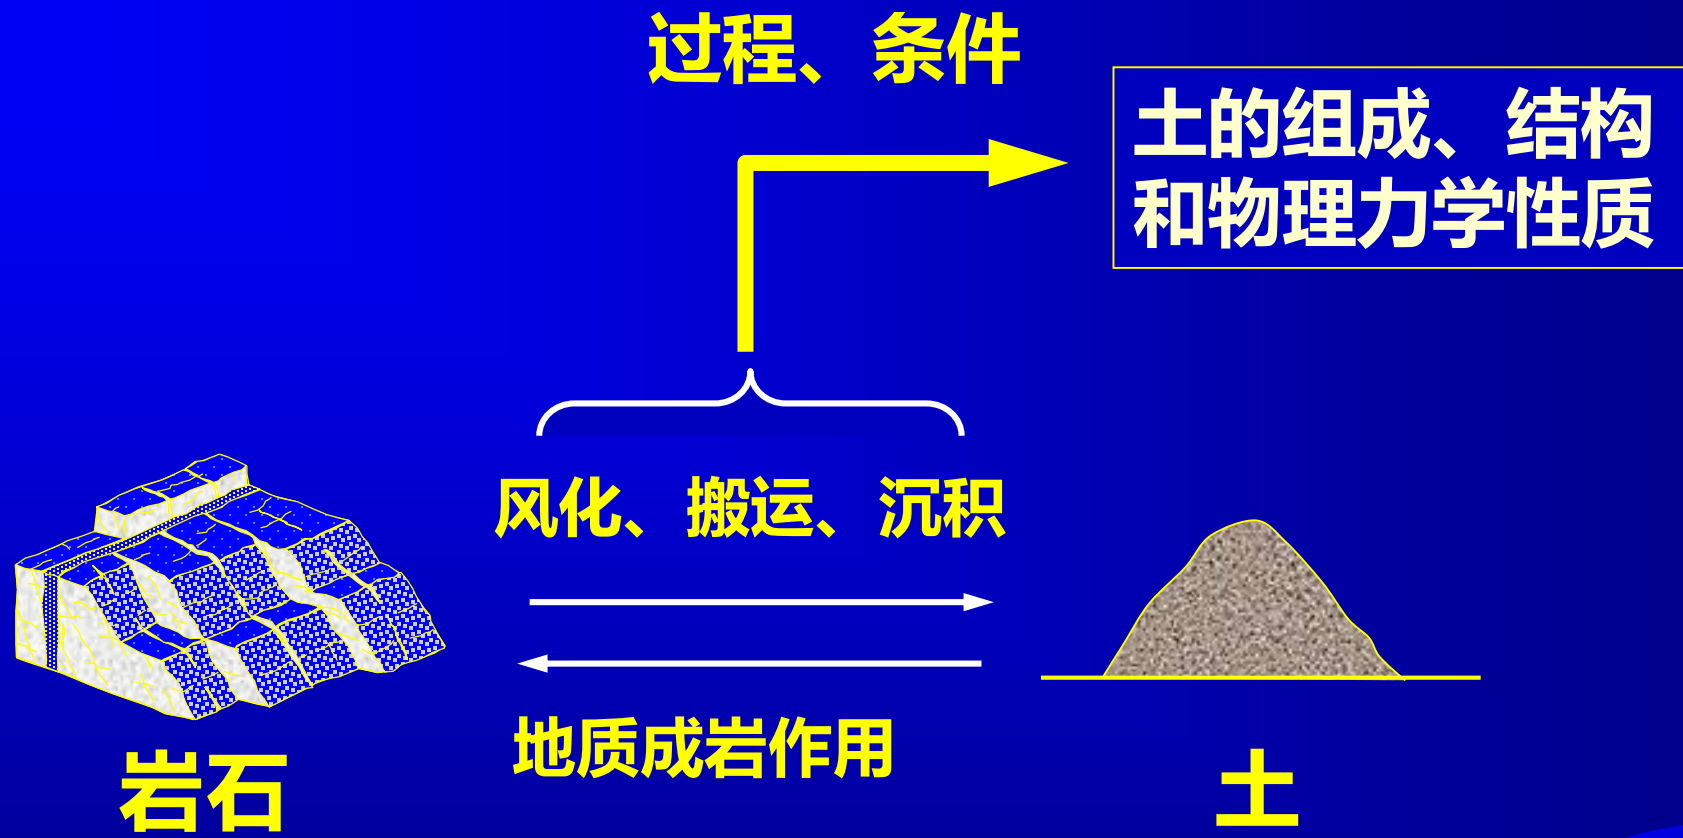 过程、条件
土的组成、结构
和物理力学性质
风化、搬运、沉积
地质成岩作用
岩石
土